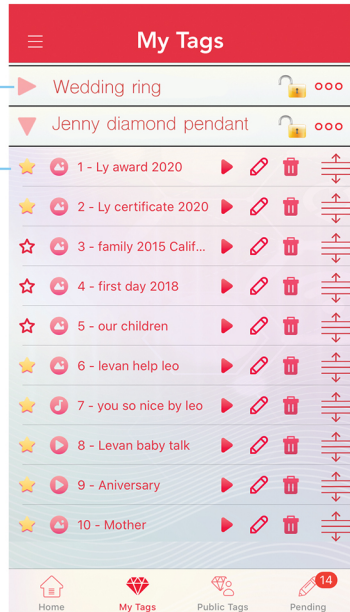 My Tags
Wedding ring
Jenny diamond pendant
1 - Ly award 2020
2 - Ly certificate 2020
3 - family 2015 Calif...
4 - first day 2018
5 - our children
6 - levan help leo
7 - you so nice by leo
8 - Levan baby talk
9 - Aniversary
10 - Mother
14
Home My Tags Public Tags Pending